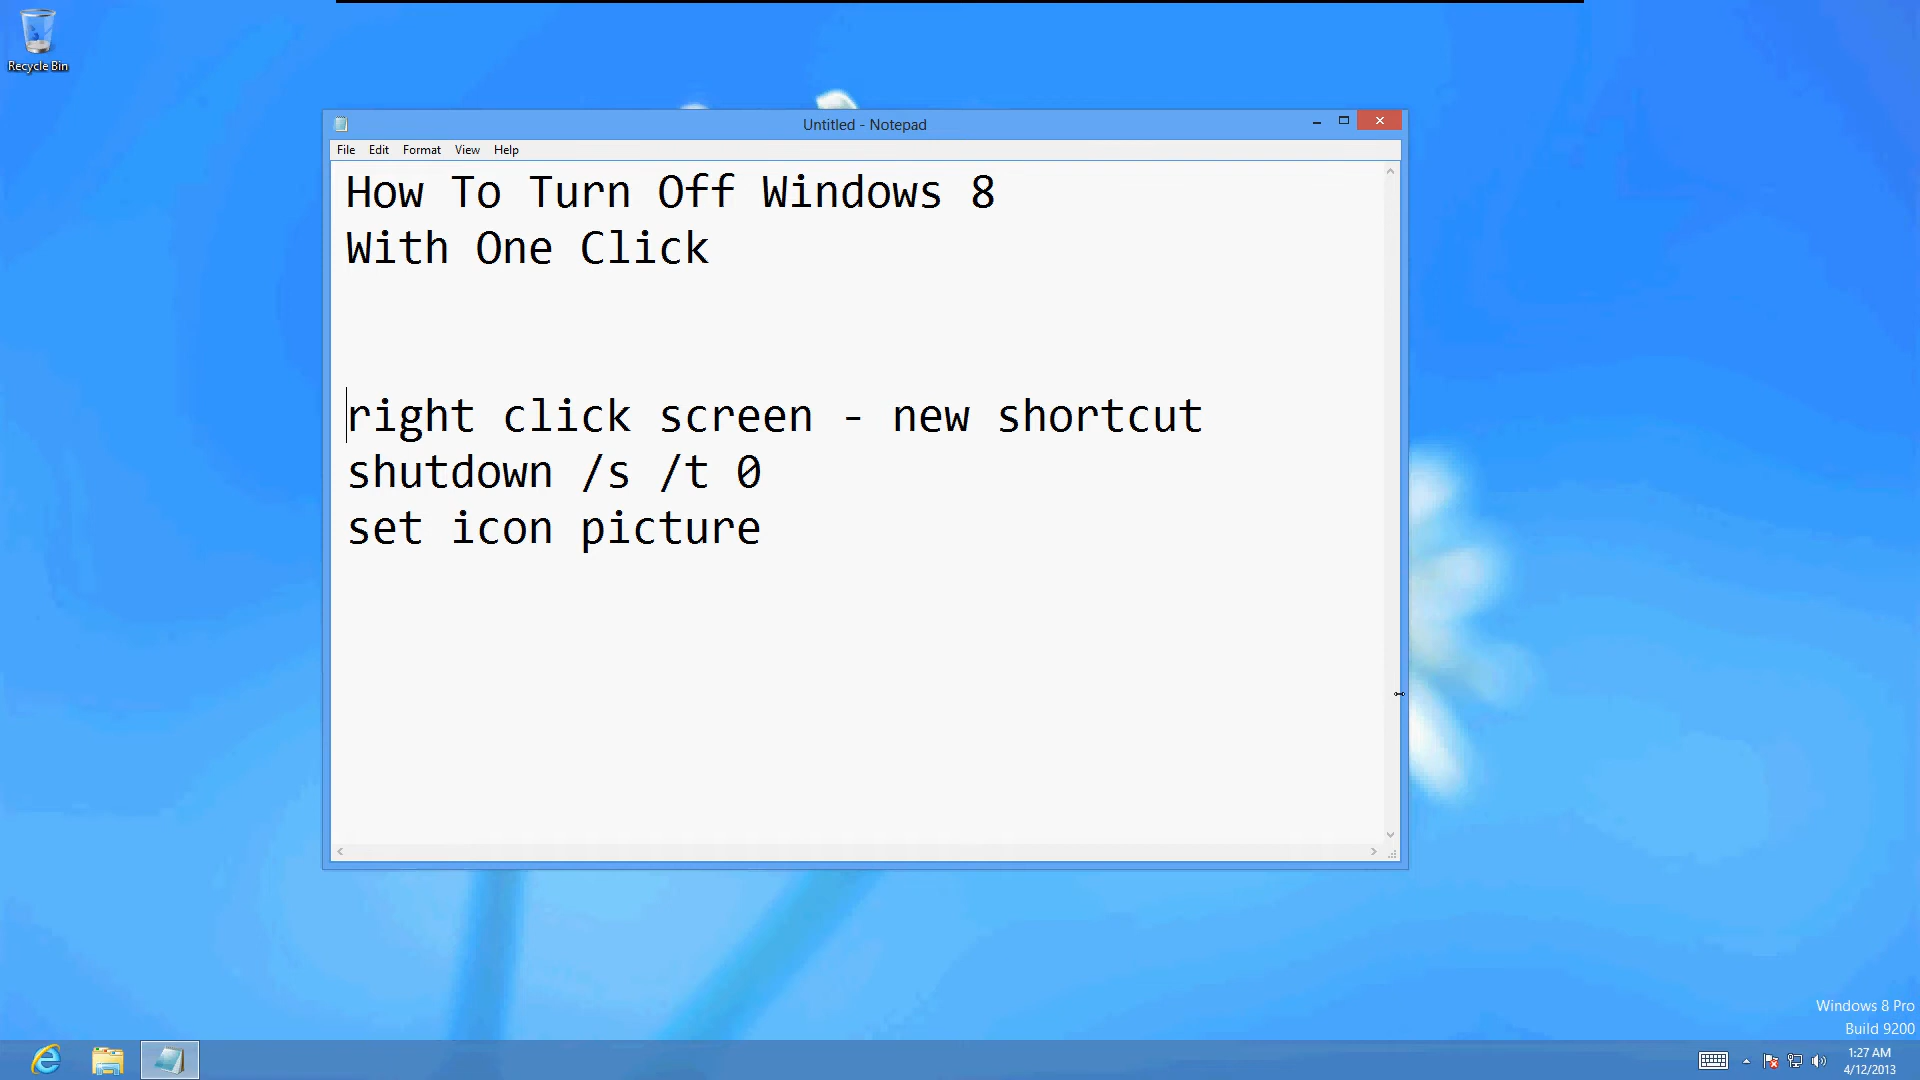 Recycle Bin
Untitled - Notepad
File Edit Format View Help
How To Turn Off Windows 8
With One Click
right click screen - new shortcut
shutdown /s /t 0
set icon picture
Windows 8 Pro
Build 9200
1:27 AM
4/12/2013